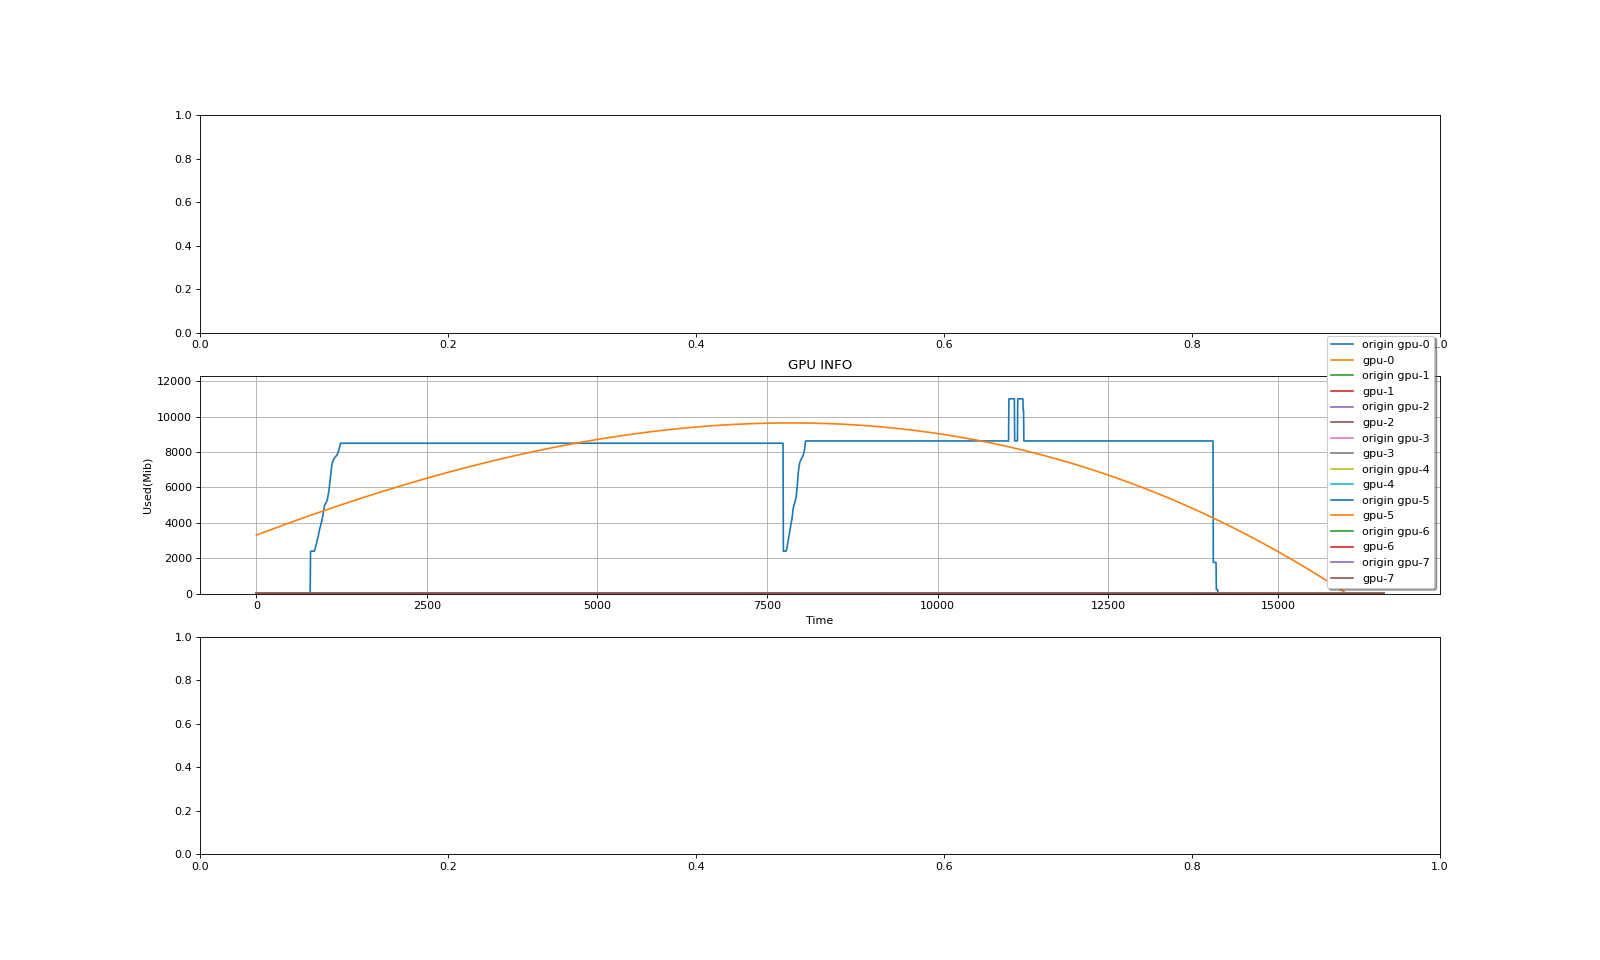 1.0
0.8
0.6
0.4
0.2
0.0
0.0 0.2 0.4 0.6 0.8 .0
GPU INFO
12000
10000
8000
6000
4000
2000
0
Used(Mib)
0 2500 5000 7500 10000 12500 15000
Time
origin gpu-0
gpu-0
origin gpu-1
gpu-1
origin gpu-2
gpu-2
origin gpu-3
gpu-3
origin gpu-4
gpu-4
origin gpu-5
gpu-5
origin gpu-6
gpu-6
origin gpu-7
gpu-7
1.0
0.8
0.6
0.4
0.2
0.0
0.0 0.2 0.4 0.6 0.8 1.0